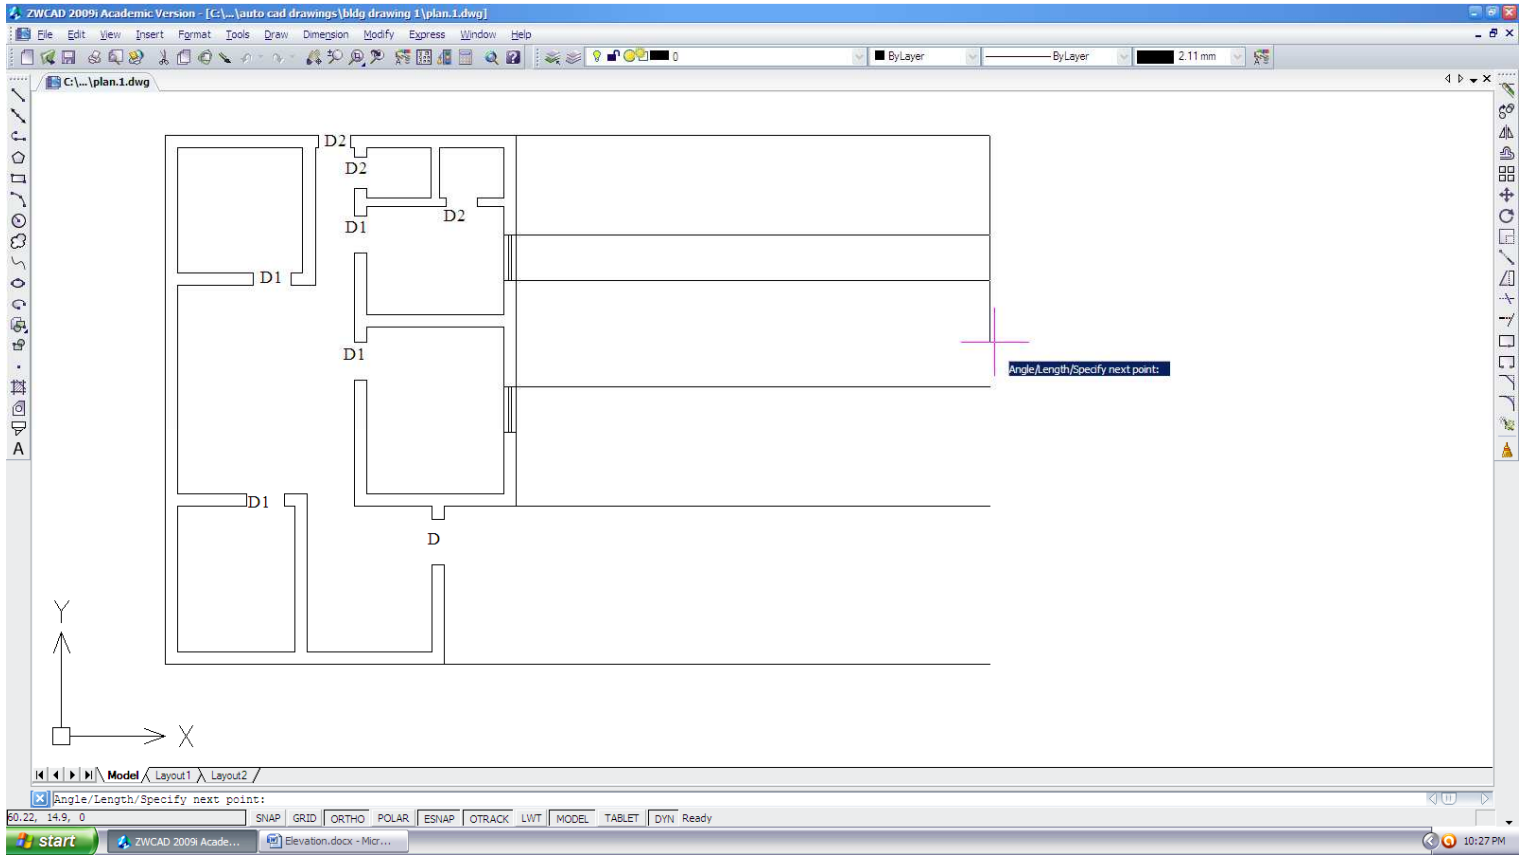 ZWCAD 2009i Academic Version - [C:\...\auto cad drawings\bldg drawing 1\plan.1.dwg]
File Edit View Insert Format Tools Draw Dimension Modify Express Window Help
0 ByLayer ByLayer 2.11 mm
C:\...\plan.1.dwg
D2
D2
D2
D1
D1
D1
Angle/Length/Specify next point:
D1
D
Y
X
A
Model Layout1 Layout2
Angle/Length/Specify next point:
60.22, 14.9, 0 SNAP GRID ORTHO POLAR ESNAP OTRACK LWT MODEL TABLET DYN Ready
start ZWCAD 2009i Acade... Elevation.docx - Micr... 10:27 PM